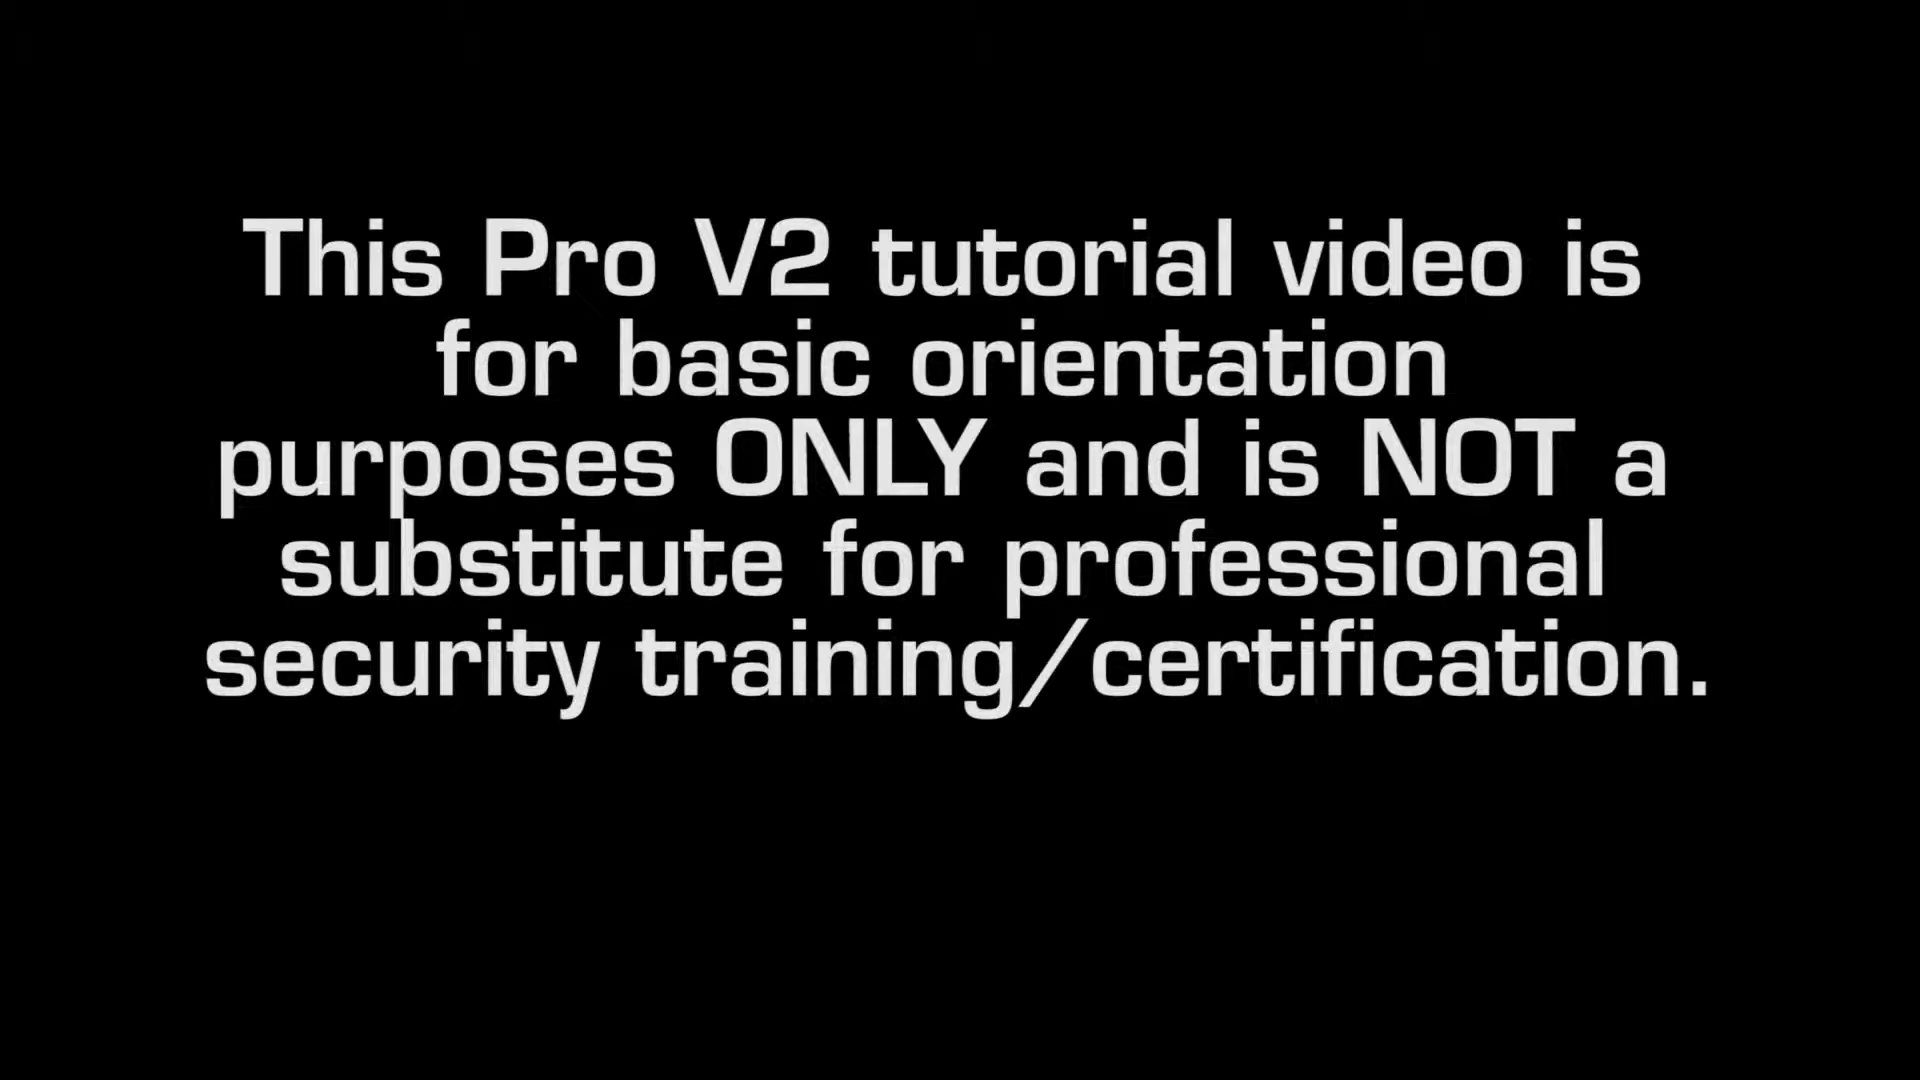 This Pro V2 tutorial video is
for basic orientation
purposes ONLY and is NOT a
substitute for professional
security training/certification.